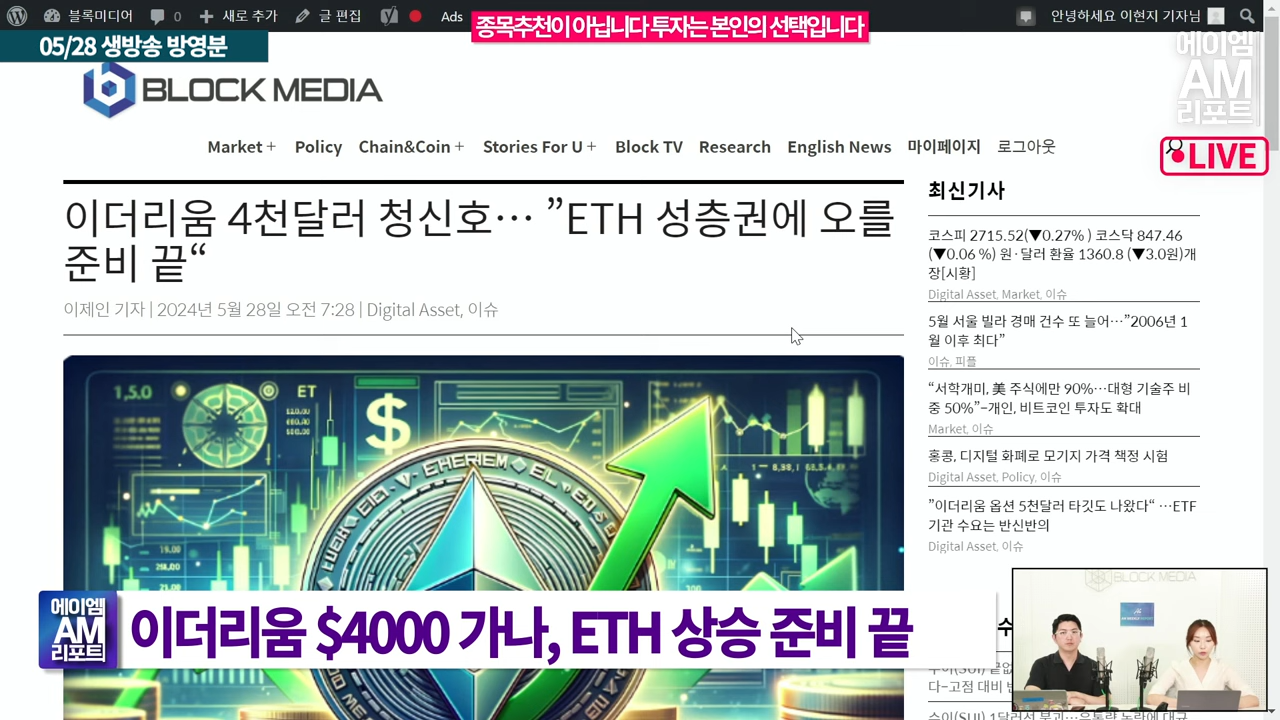 새로 추가
글 편집
Ads
안녕하세요 이현지 기자님
종목추천이 아닙니다 투자는 본인의 선택입니다
05/28 생방송 방영분
에이엠
AM
리포트
LIVE
BLOCK MEDIA
Market + Policy Chain&Coin + Stories For U + Block TV Research English News 마이페이지 로그아웃
이더리움 4천달러 청신호… ”ETH 성층권에 오를
준비 끝“
이제인 기자 | 2024년 5월 28일 오전 7:28 | Digital Asset, 이슈
최신기사
코스피 2715.52(▼0.27% ) 코스닥 847.46
(▼0.06 %) 원·달러 환율 1360.8 (▼3.0원)개
장[시황]
Digital Asset, Market, 이슈
5월 서울 빌라 경매 건수 또 늘어…”2006년 1
월 이후 최다”
이슈, 피플
“서학개미, 美 주식에만 90%…대형 기술주 비
중 50%”–개인, 비트코인 투자도 확대
Market, 이슈
홍콩, 디지털 화폐로 모기지 가격 책정 시험
Digital Asset, Policy, 이슈
”이더리움 옵션 5천달러 타깃도 나왔다“ …ETF
기관 수요는 반신반의
Digital Asset, 이슈
1,5.0
ET
$
19.00
21.00
에이엠
AM
리포트
이더리움 $4000 가나, ETH 상승 준비 끝
BLOCK MEDIA
수
다–고점 대비